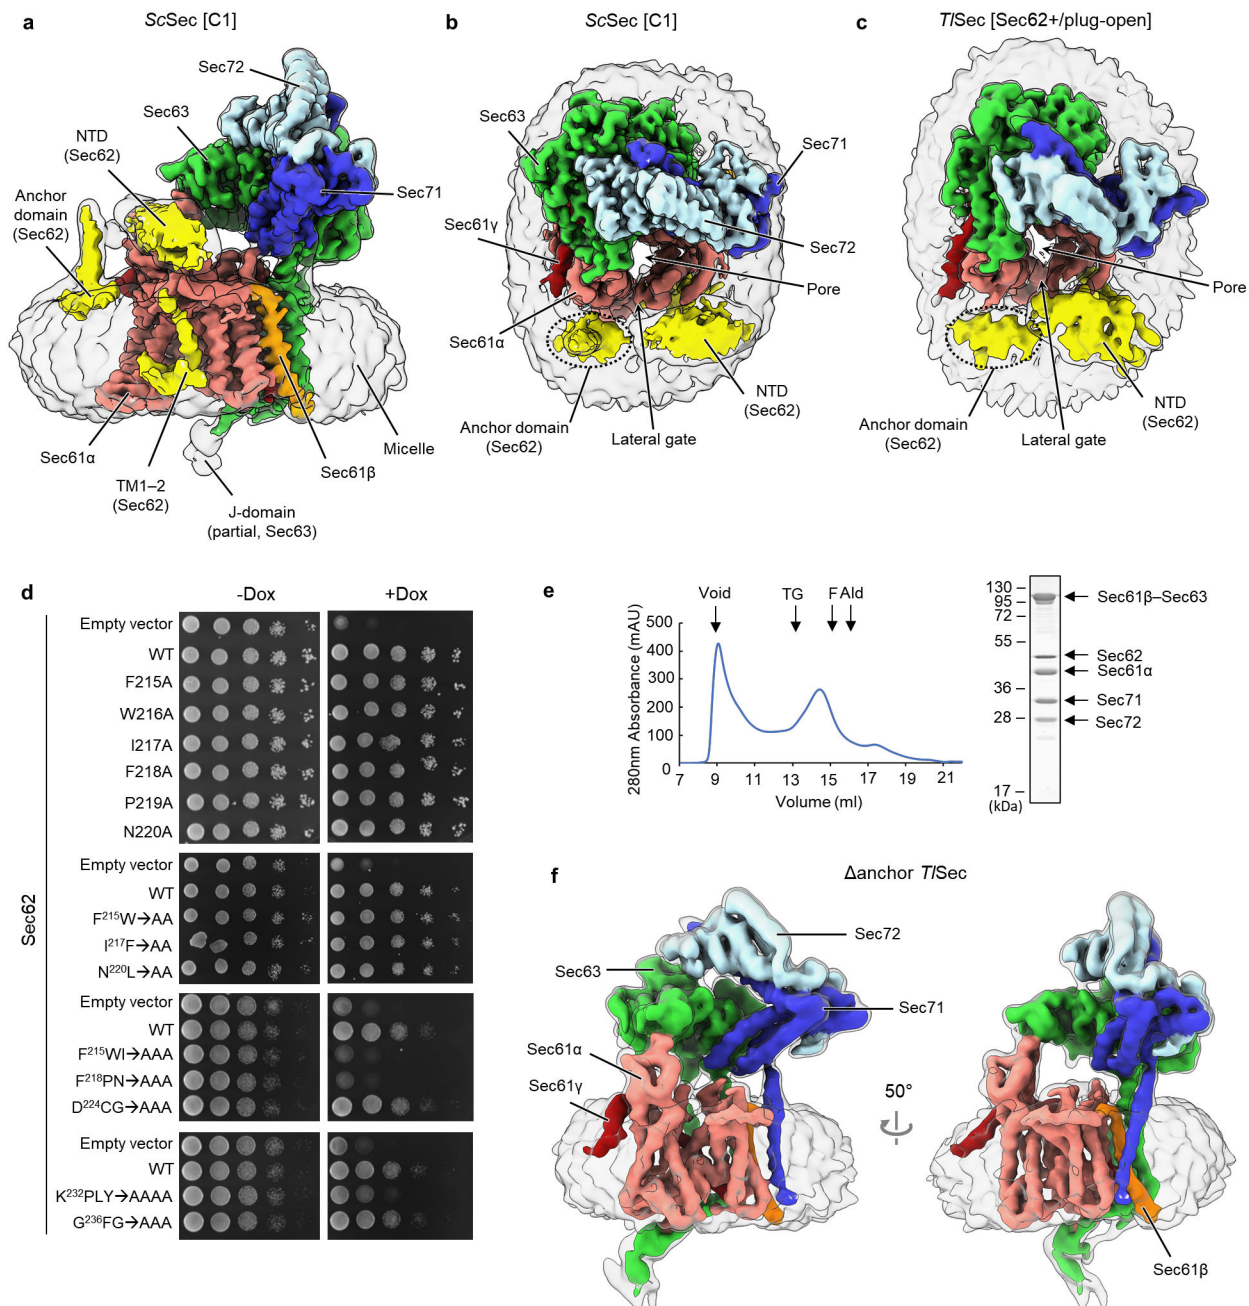 a
ScSec [C1]
Sec72
Sec63
NTD
(Sec62)
Anchor
domain
(Sec62)
Sec71
Sec61α
TM1–2
(Sec62)
J-domain
(partial, Sec63)
Sec61β
Micelle
b
ScSec [C1]
Sec63
Sec71
Sec61γ
Sec72
Pore
Sec61α
NTD
(Sec62)
Anchor domain
(Sec62)
Lateral gate
c
TlSec [Sec62+/plug-open]
Pore
NTD
(Sec62)
Anchor domain
(Sec62)
Lateral gate
d
-Dox
+Dox
Sec62
Empty vector
WT
F215A
W216A
I217A
F218A
P219A
N220A
Empty vector
WT
F²¹⁵W→AA
I²¹⁷F→AA
N²²⁰L→AA
Empty vector
WT
F²¹⁵WI→AAA
F²¹⁸PN→AAA
D²²⁴CG→AAA
Empty vector
WT
K²³²PLY→AAAA
G²³⁶FG→AAA
e
Void
TG
F
Ald
280nm Absorbance (mAU)
500
400
300
200
100
0
7 9 11 13 15 17 19 21
Volume (ml)
130
95
72
55
36
28
17
(kDa)
Sec61β–Sec63
Sec62
Sec61α
Sec71
Sec72
f
Δanchor TlSec
Sec72
Sec63
Sec71
Sec61α
Sec61γ
50°
Sec61β